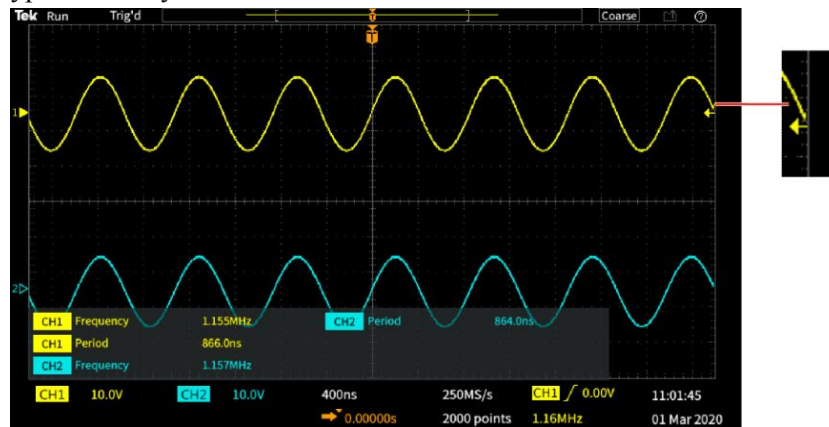 Tek Run Trig'd Coarse
T
T
1
2
CH1 Frequency 1.155MHz CH2 Period 864.0ns
CH1 Period 866.0ns
CH2 Frequency 1.157MHz
CH1 10.0V CH2 10.0V 400ns 250MS/s CH1 0.00V 11:01:45
0.00000s 2000 points 1.16MHz 01 Mar 2020